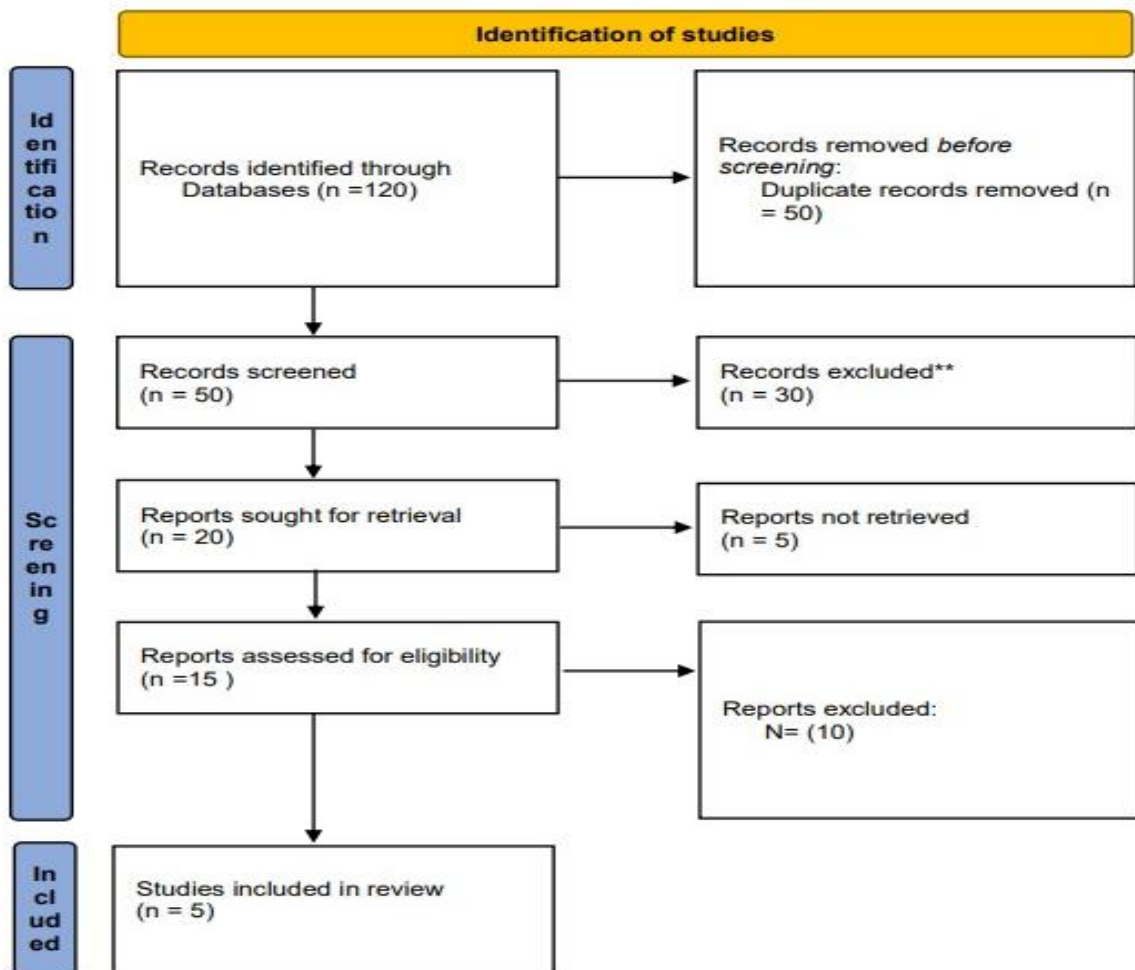 Identification of studies
Id
en
tifi
ca
tio
n
Records identified through
Databases (n =120)
Records removed before
screening:
Duplicate records removed (n
= 50)
Sc
re
en
in
g
Records screened
(n = 50)
Records excluded**
(n = 30)
Reports sought for retrieval
(n = 20)
Reports not retrieved
(n = 5)
Reports assessed for eligibility
(n =15 )
Reports excluded:
N= (10)
In
cl
ud
ed
Studies included in review
(n = 5)